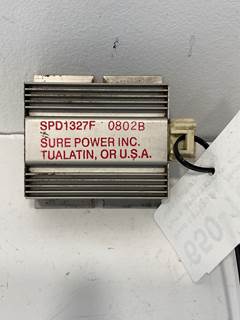 SPD1327F 0802B
SURE POWER INC.
TUALATIN, OR U.S.A.